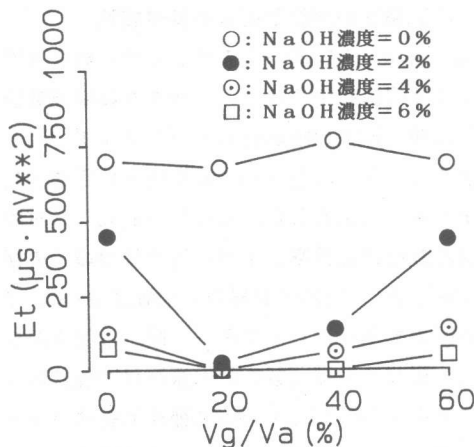 ○: NaOH濃度=0%
●: NaOH濃度=2%
⊙: NaOH濃度=4%
□: NaOH濃度=6%
Et (μs·mV**2)
1000
750
500
250
0
0 20 40 60
Vg/Va (%)